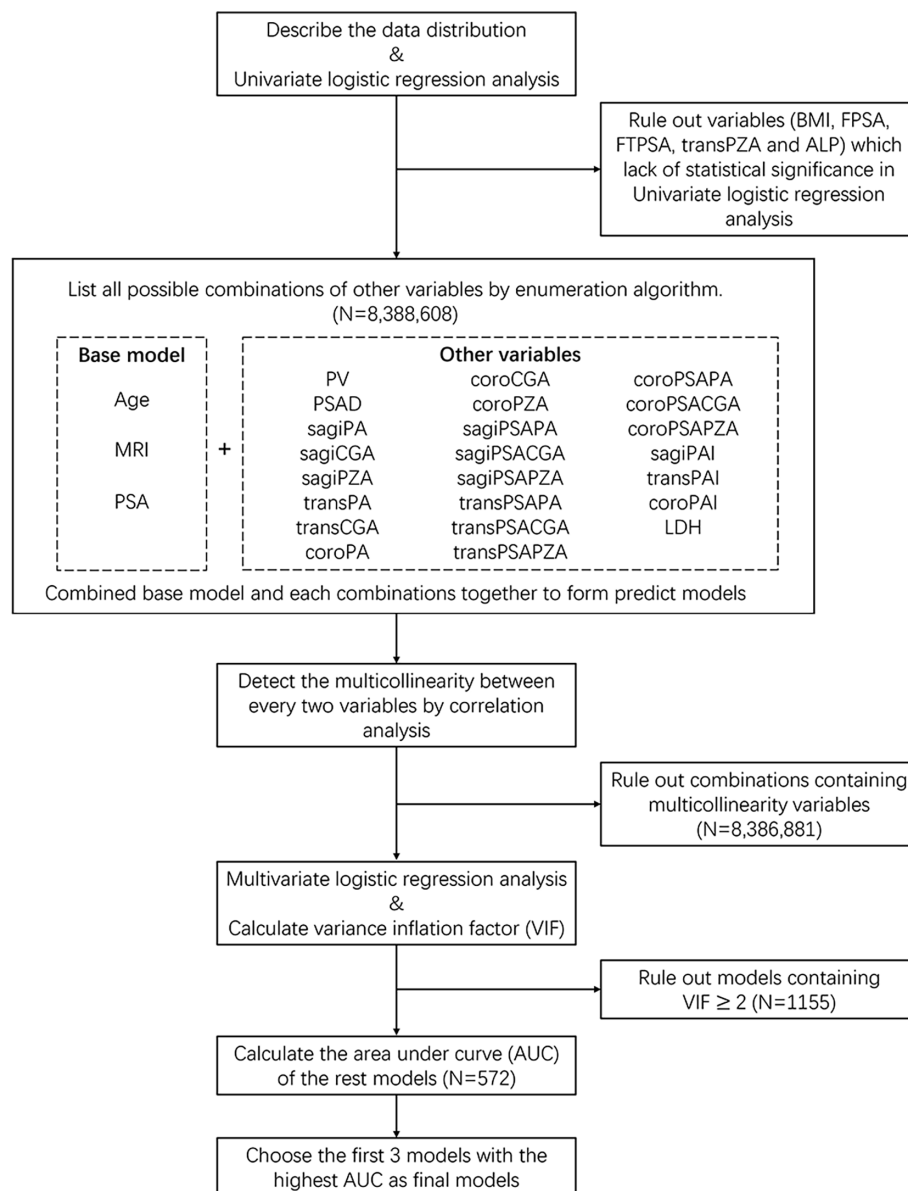 Describe the data distribution
&
Univariate logistic regression analysis
Rule out variables (BMI, FPSA,
FTPSA, transPZA and ALP) which
lack of statistical significance in
Univariate logistic regression
analysis
List all possible combinations of other variables by enumeration algorithm.
(N=8,388,608)
Base model
Age
MRI
PSA
+
Other variables
PV coroCGA coroPSAPA
PSAD coroPZA coroPSACGA
sagiPA sagiPSAPA coroPSAPZA
sagiCGA sagiPSACGA sagiPAI
sagiPZA sagiPSAPZA transPAI
transPA transPSAPA coroPAI
transCGA transPSACGA LDH
coroPA transPSAPZA
Combined base model and each combinations together to form predict models
Detect the multicollinearity between
every two variables by correlation
analysis
Rule out combinations containing
multicollinearity variables
(N=8,386,881)
Multivariate logistic regression analysis
&
Calculate variance inflation factor (VIF)
Rule out models containing
VIF ≥ 2 (N=1155)
Calculate the area under curve (AUC)
of the rest models (N=572)
Choose the first 3 models with the
highest AUC as final models